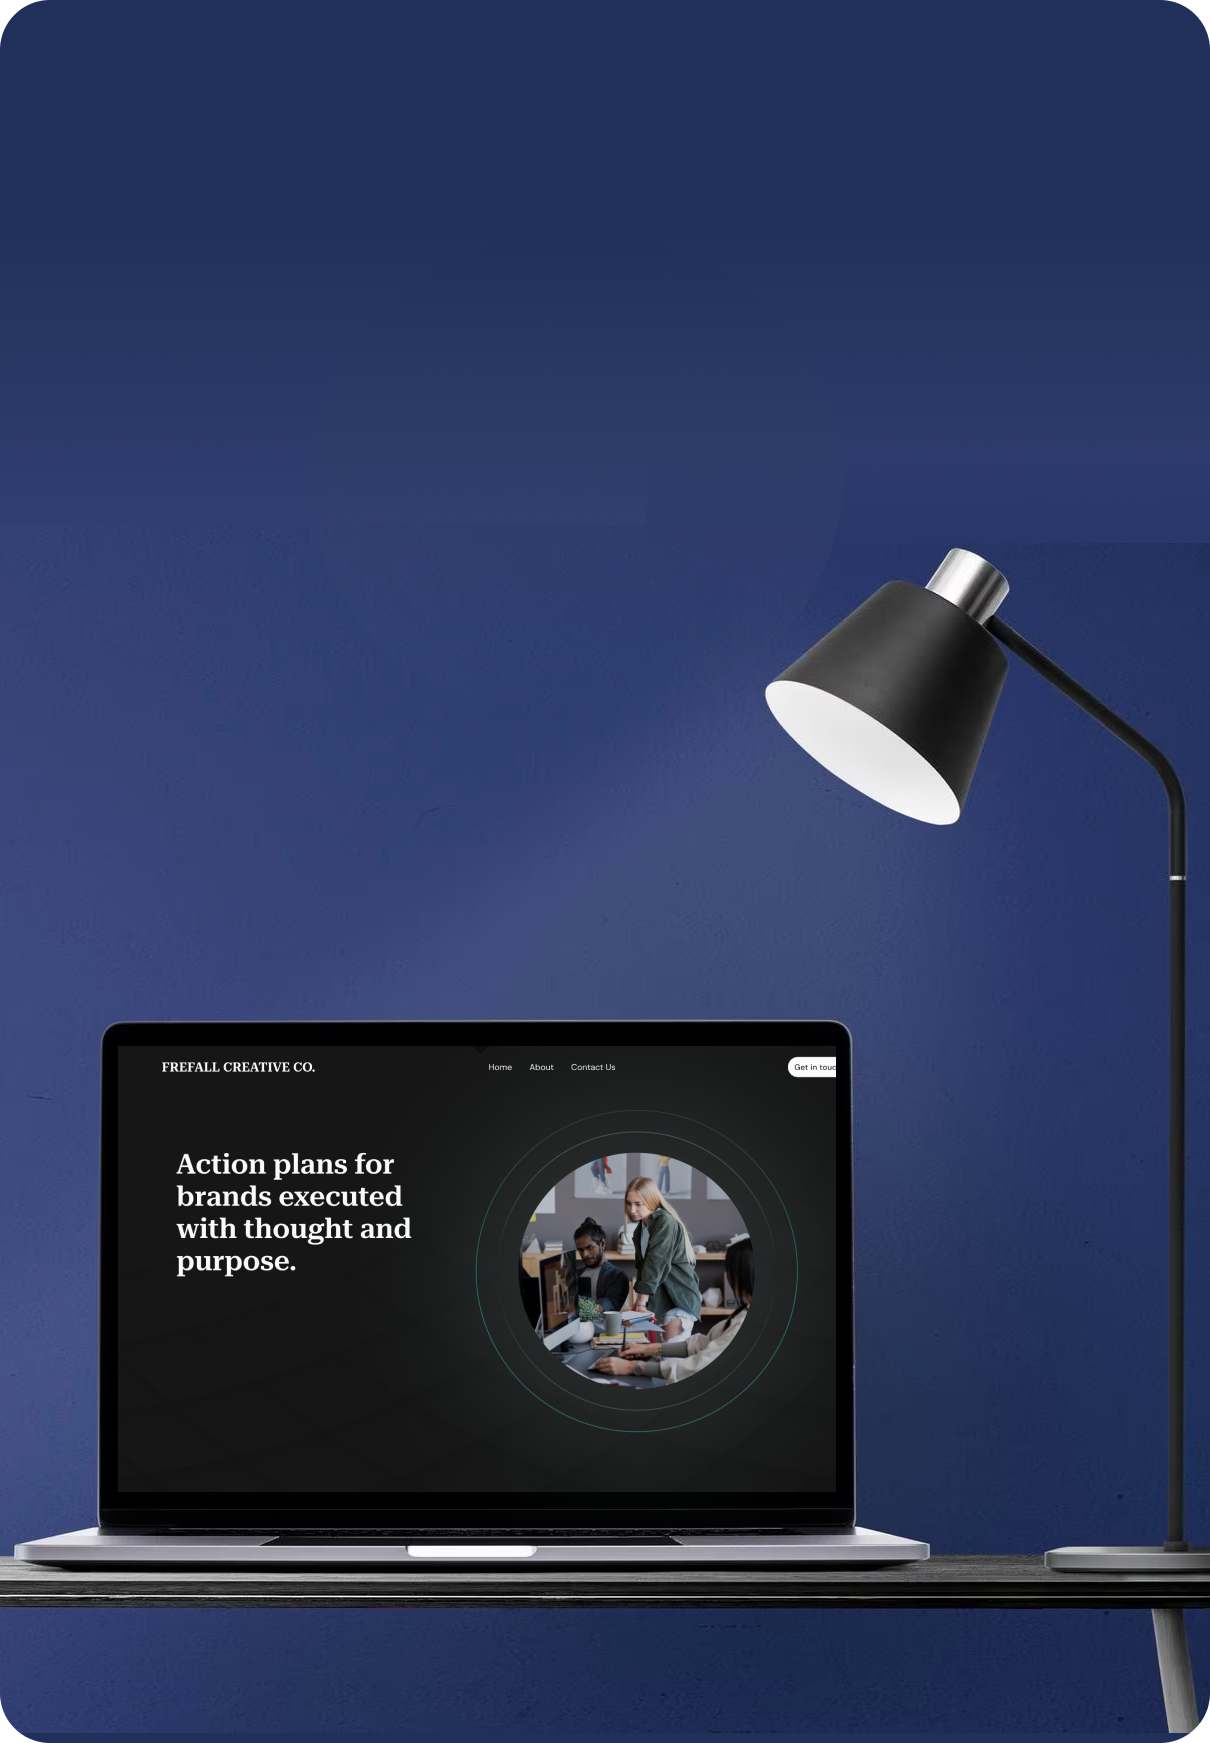 FREFALL CREATIVE CO.
Home About Contact Us
Get in touc
Action plans for
brands executed
with thought and
purpose.